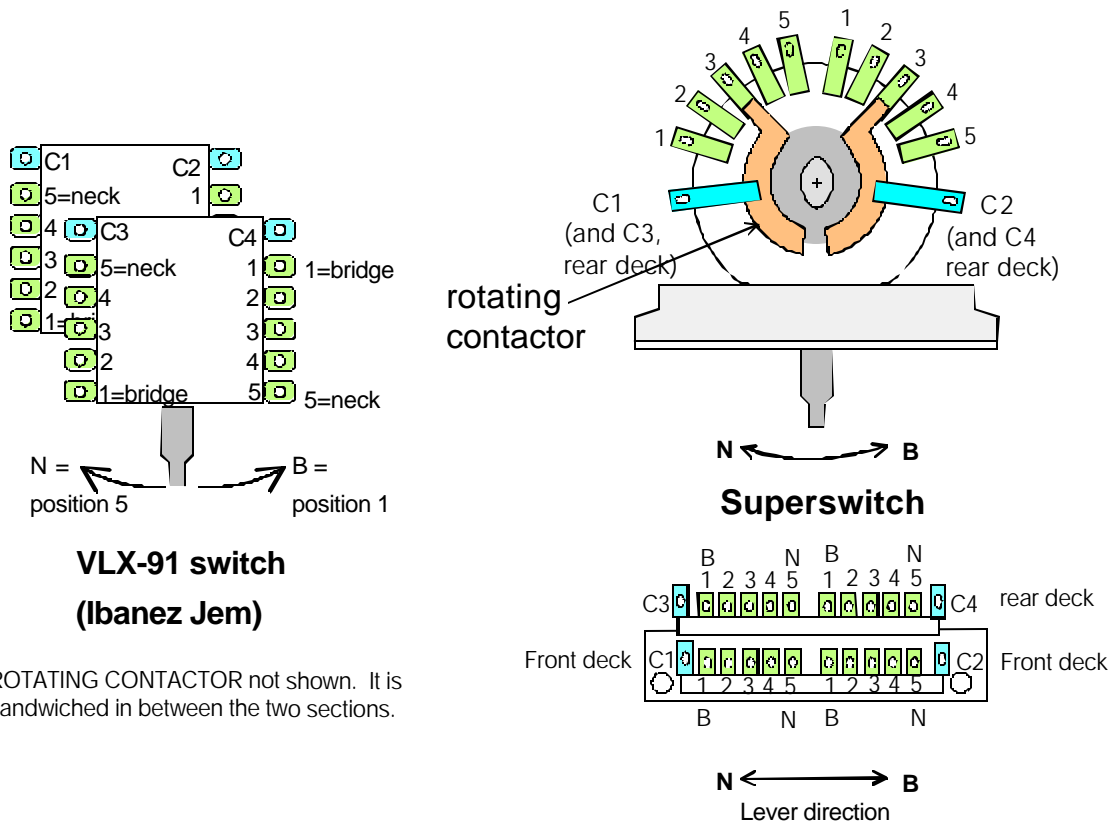 C1
C2
5=neck
1
4
3
2
C3
C4
5=neck
1
1=bridge
4
2
3
3
2
4
1=bridge
5
5=neck
N =
position 5
B =
position 1
VLX-91 switch
(Ibanez Jem)
ROTATING CONTACTOR not shown. It is
andwiched in between the two sections.
1
2
3
4
5
1
2
3
4
5
C1
(and C3,
rear deck)
C2
(and C4
rear deck)
rotating
contactor
N
B
Superswitch
B
N
B
N
1 2 3 4 5 1 2 3 4 5
C3
C4
rear deck
Front deck
C1
C2
Front deck
1 2 3 4 5 1 2 3 4 5
B
N
B
N
N
B
Lever direction